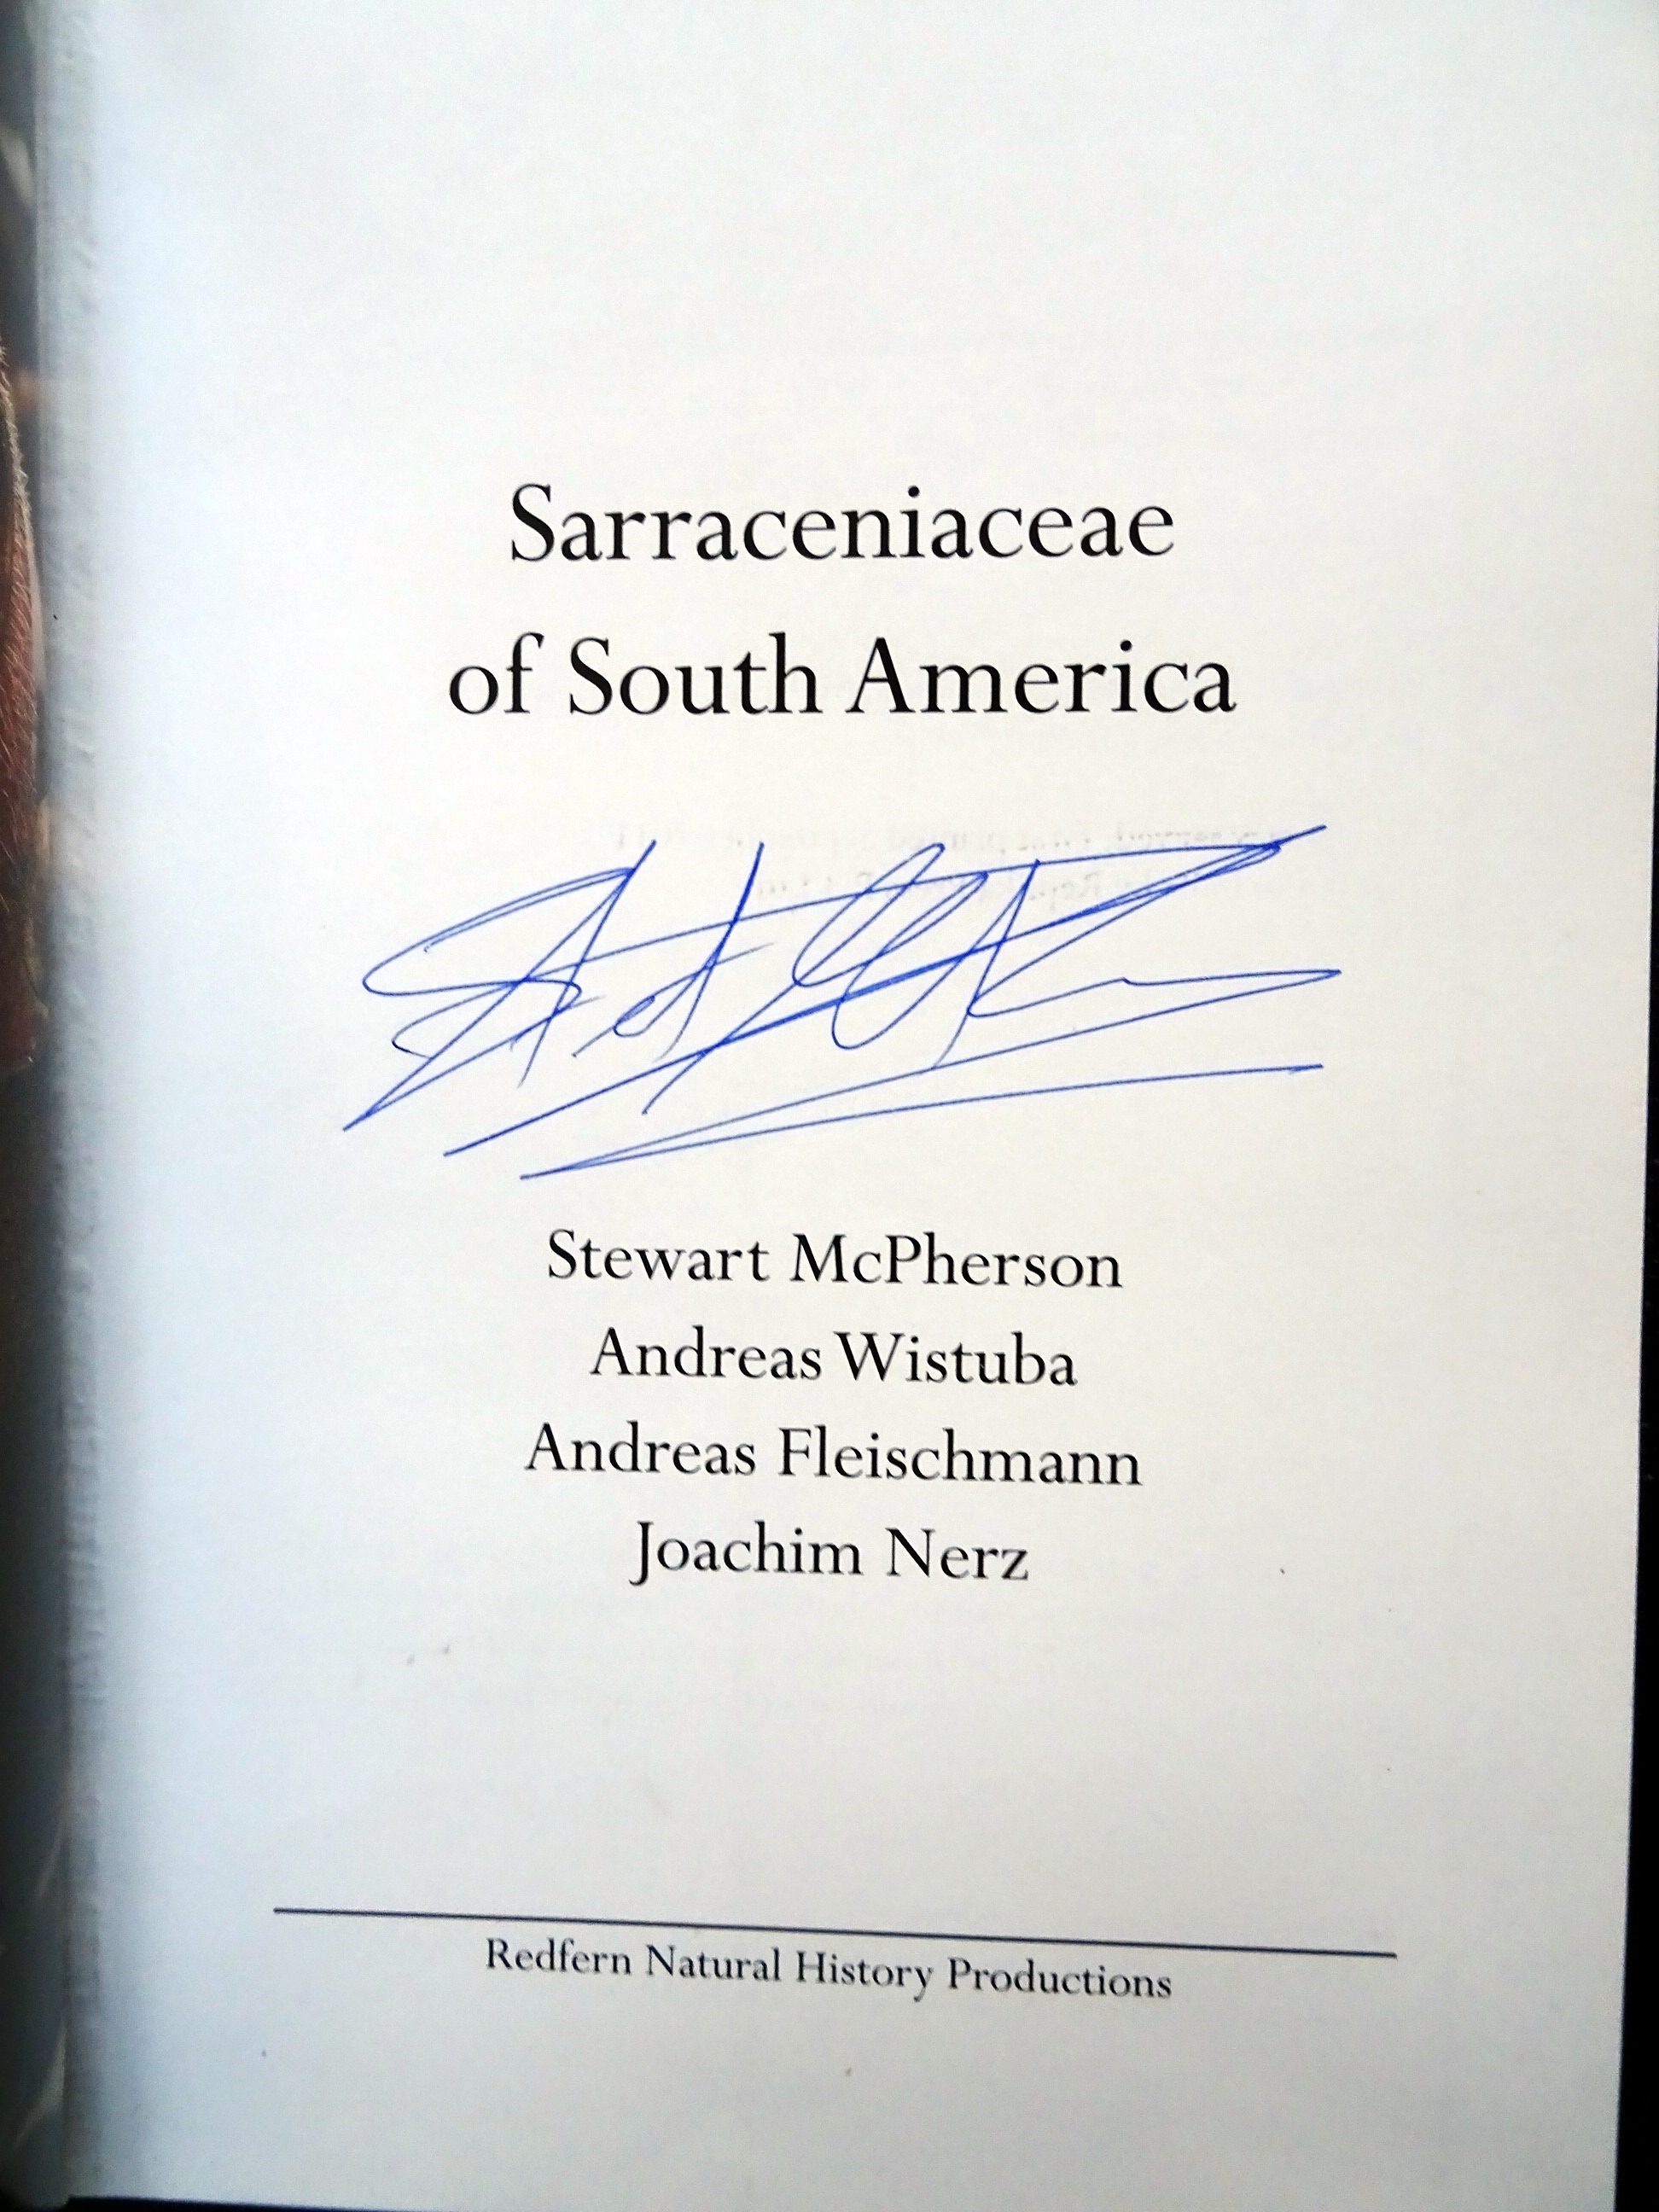 Sarraceniaceae
of South America
Stewart McPherson
Andreas Wistuba
Andreas Fleischmann
Joachim Nerz
Redfern Natural History Productions